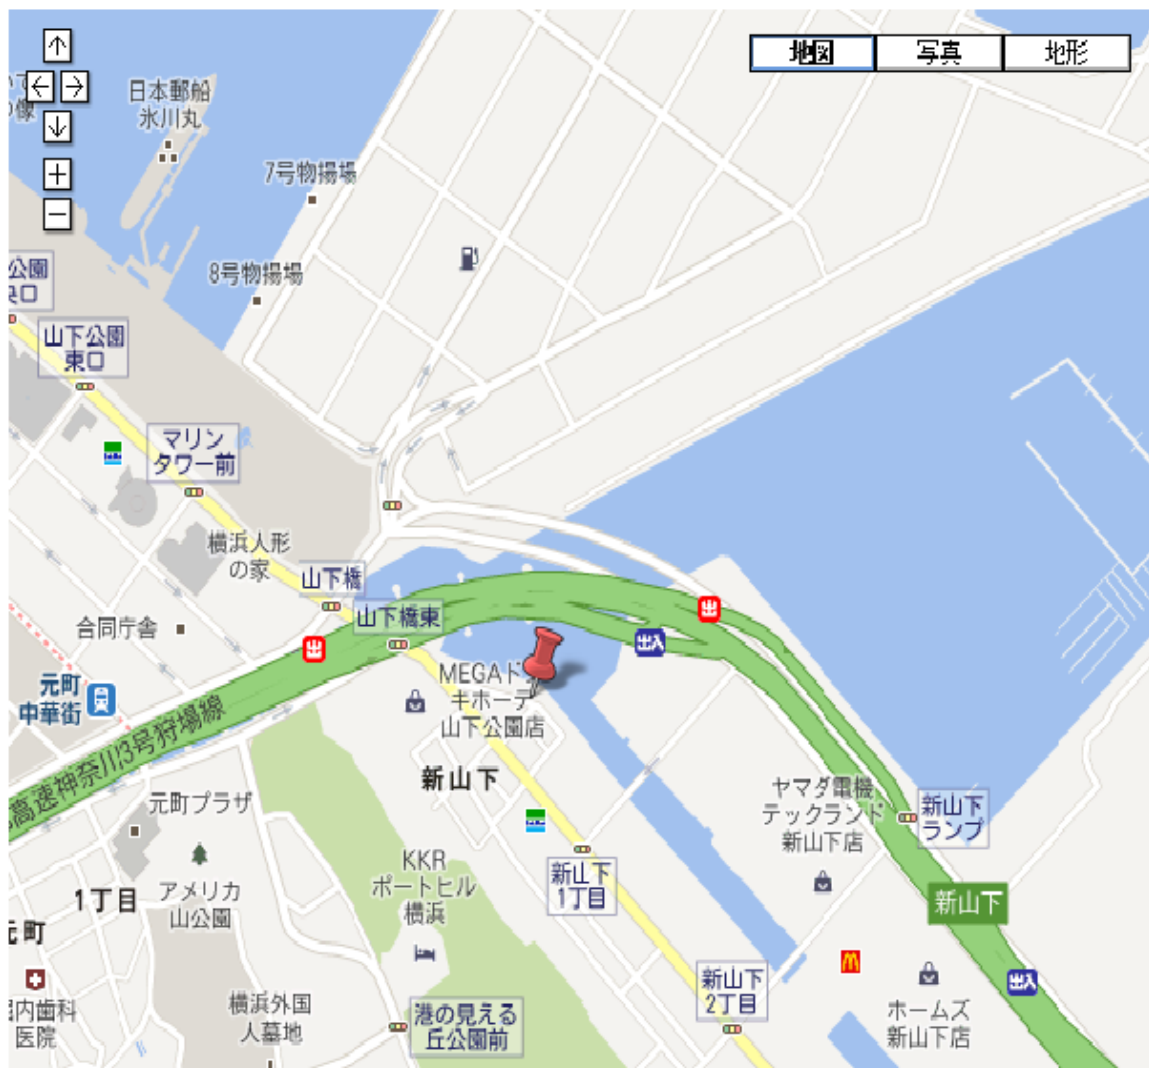 地図
写真
地形
日本郵船
氷川丸
7号物揚場
8号物揚場
公園
山下公園
東口
マリン
タワー前
横浜人形
の家
山下橋
山下橋東
合同庁舎
出
出
出入
元町
中華街
高速神奈川3号狩場線
キホーテ
山下公園店
新山下
元町プラザ
ヤマダ電機
テックランド
新山下店
新山下
ランプ
KKR
ポートヒル
横浜
新山下
1丁目
1丁目
アメリカ
山公園
新山下
元町
新山下
2丁目
出入
内歯科
医院
横浜外国
人墓地
港の見える
丘公園前
ホームズ
新山下店